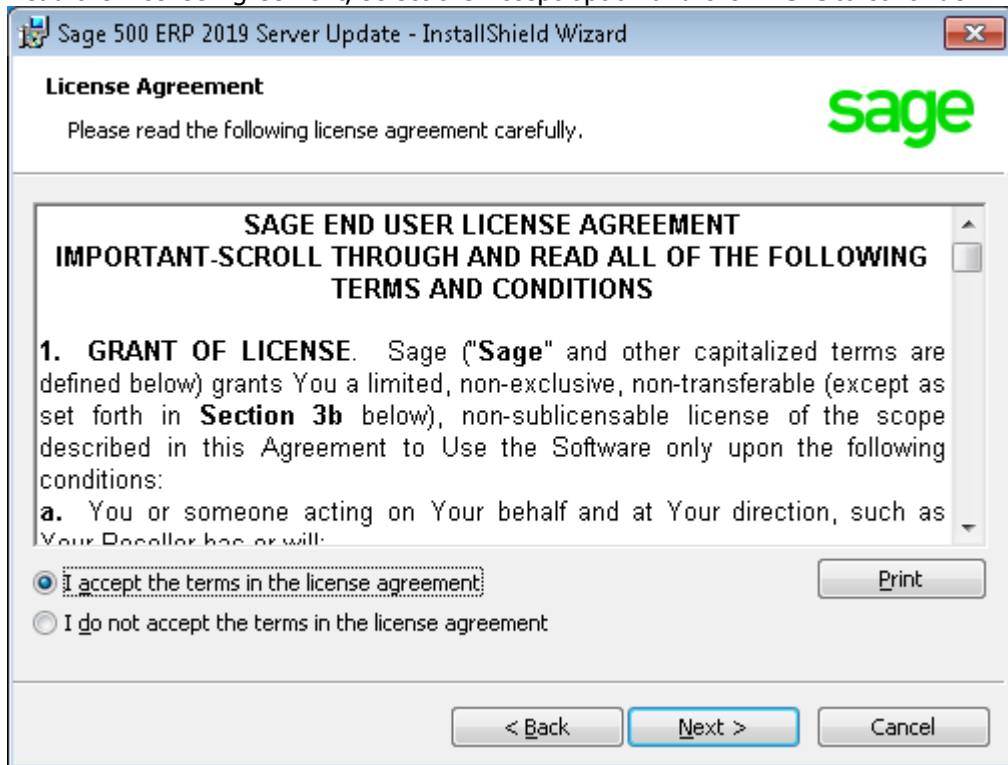 Sage 500 ERP 2019 Server Update - InstallShield Wizard
License Agreement
Please read the following license agreement carefully.
sage
SAGE END USER LICENSE AGREEMENT
IMPORTANT-SCROLL THROUGH AND READ ALL OF THE FOLLOWING
TERMS AND CONDITIONS
1. GRANT OF LICENSE. Sage ("Sage" and other capitalized terms are
defined below) grants You a limited, non-exclusive, non-transferable (except as
set forth in Section 3b below), non-sublicensable license of the scope
described in this Agreement to Use the Software only upon the following
conditions:
a. You or someone acting on Your behalf and at Your direction, such as
Your Reseller has or will:
I accept the terms in the license agreement
Print
I do not accept the terms in the license agreement
< Back
Next >
Cancel